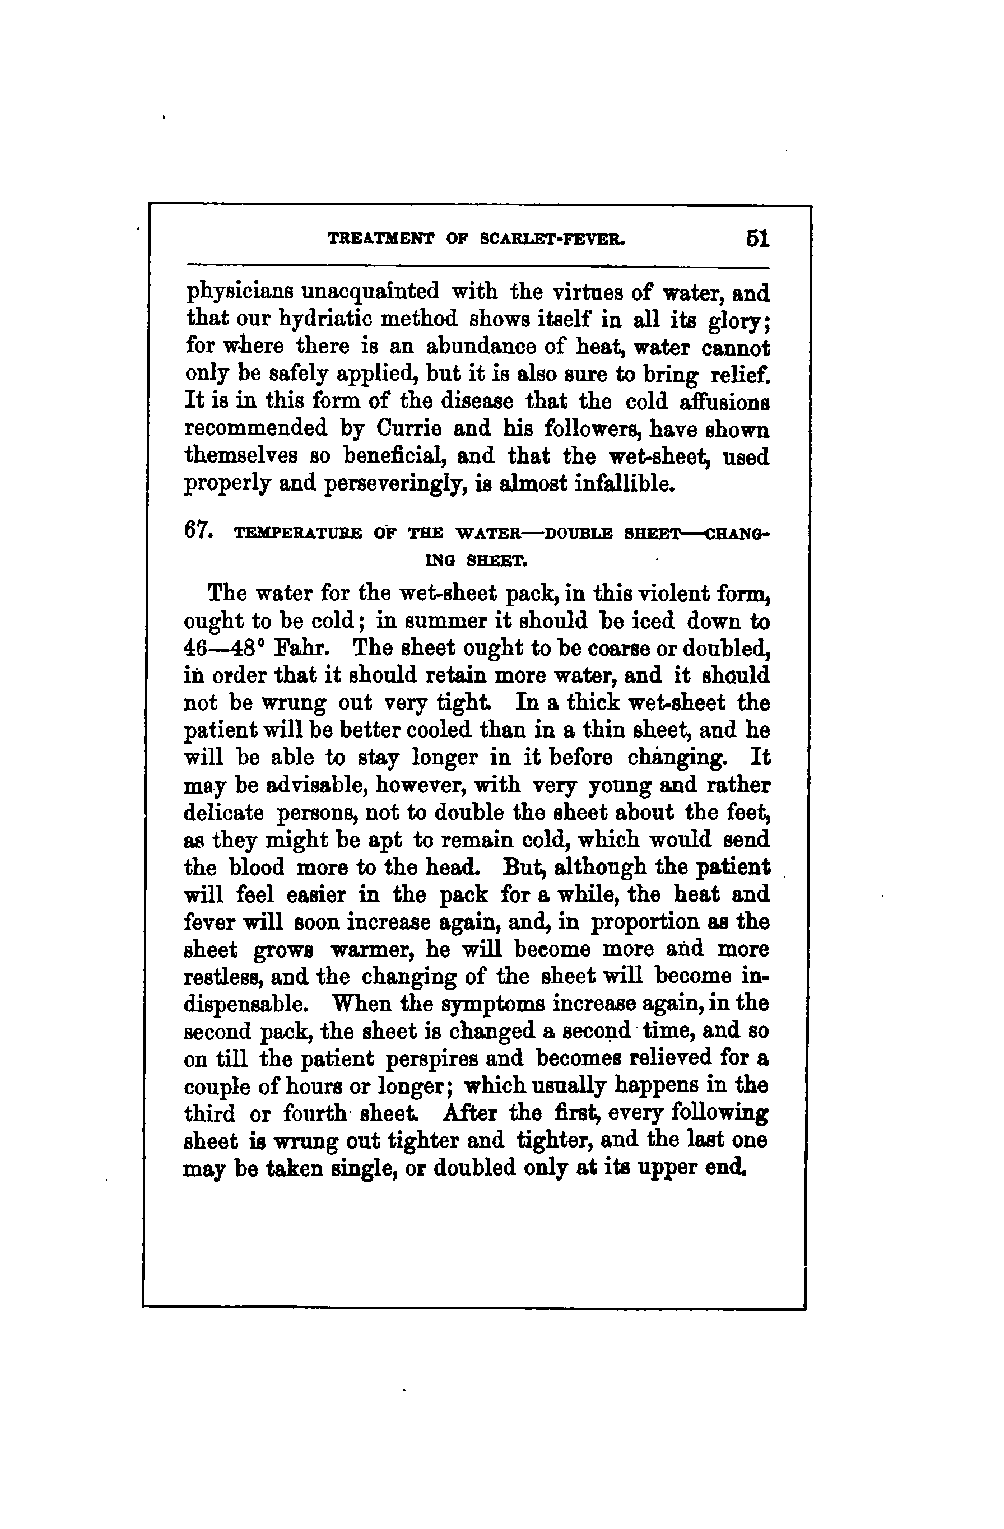 TREATMENT OF SCARLET-FEVER. 51
physicians unacquainted with the virtues of water, and
that our hydriatic method shows itself in all its glory;
for where there is an abundance of heat, water cannot
only be safely applied, but it is also sure to bring relief.
It is in this form of the disease that the cold affusions
recommended by Currie and his followers, have shown
themselves so beneficial, and that the wet-sheet, used
properly and perseveringly, is almost infallible.
67. TEMPERATURE OF THE WATER—DOUBLE SHEET—CHANG-
ING SHEET.
The water for the wet-sheet pack, in this violent form,
ought to be cold; in summer it should be iced down to
46—48° Fahr. The sheet ought to be coarse or doubled,
in order that it should retain more water, and it should
not be wrung out very tight. In a thick wet-sheet the
patient will be better cooled than in a thin sheet, and he
will be able to stay longer in it before changing. It
may be advisable, however, with very young and rather
delicate persons, not to double the sheet about the feet,
as they might be apt to remain cold, which would send
the blood more to the head. But, although the patient
will feel easier in the pack for a while, the heat and
fever will soon increase again, and, in proportion as the
sheet grows warmer, he will become more and more
restless, and the changing of the sheet will become in-
dispensable. When the symptoms increase again, in the
second pack, the sheet is changed a second time, and so
on till the patient perspires and becomes relieved for a
couple of hours or longer; which usually happens in the
third or fourth sheet. After the first, every following
sheet is wrung out tighter and tighter, and the last one
may be taken single, or doubled only at its upper end.